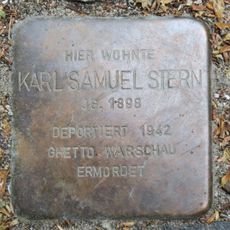 HIER WOHNTE
KARL SAMUEL STERN
JG. 1898
DEPORTIERT 1942
GHETTO WARSCHAU
ERMORDET